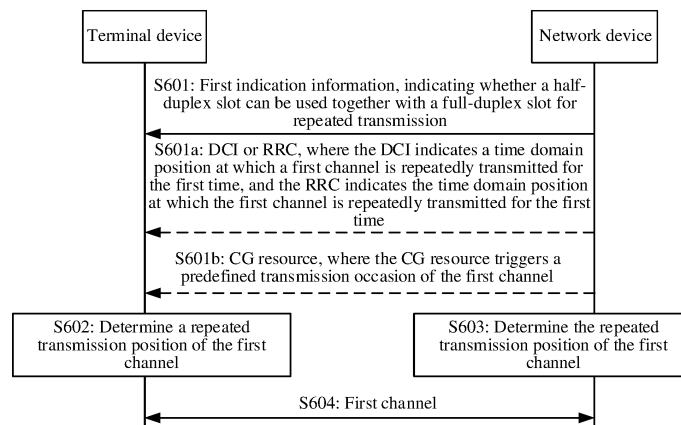 Terminal device
Network device
S601: First indication information, indicating whether a half-
duplex slot can be used together with a full-duplex slot for
repeated transmission
S601a: DCI or RRC, where the DCI indicates a time domain
position at which a first channel is repeatedly transmitted for
the first time, and the RRC indicates the time domain position
at which the first channel is repeatedly transmitted for the first
time
S601b: CG resource, where the CG resource triggers a
predefined transmission occasion of the first channel
S602: Determine a repeated
transmission position of the first
channel
S603: Determine the repeated
transmission position of the first
channel
S604: First channel